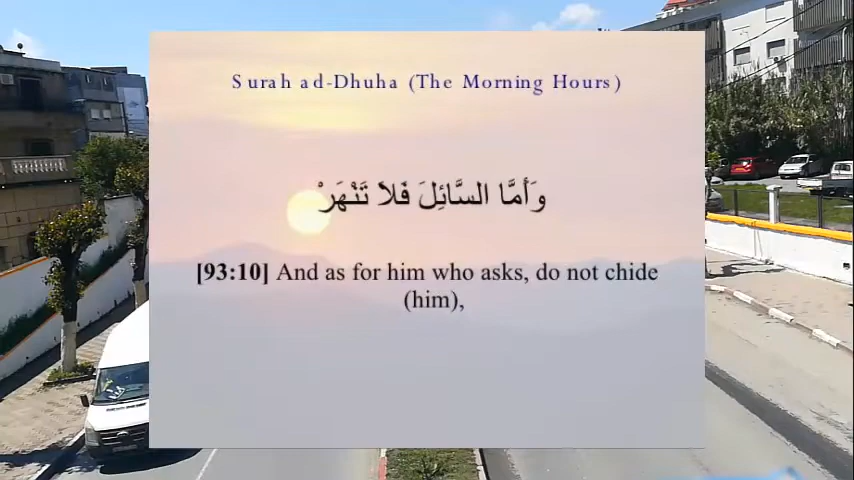 Surah ad-Dhuha (The Morning Hours)
وَأَمَّا السَّائِلَ فَلَا تَنْهَرْ
[93:10] And as for him who asks, do not chide
(him),